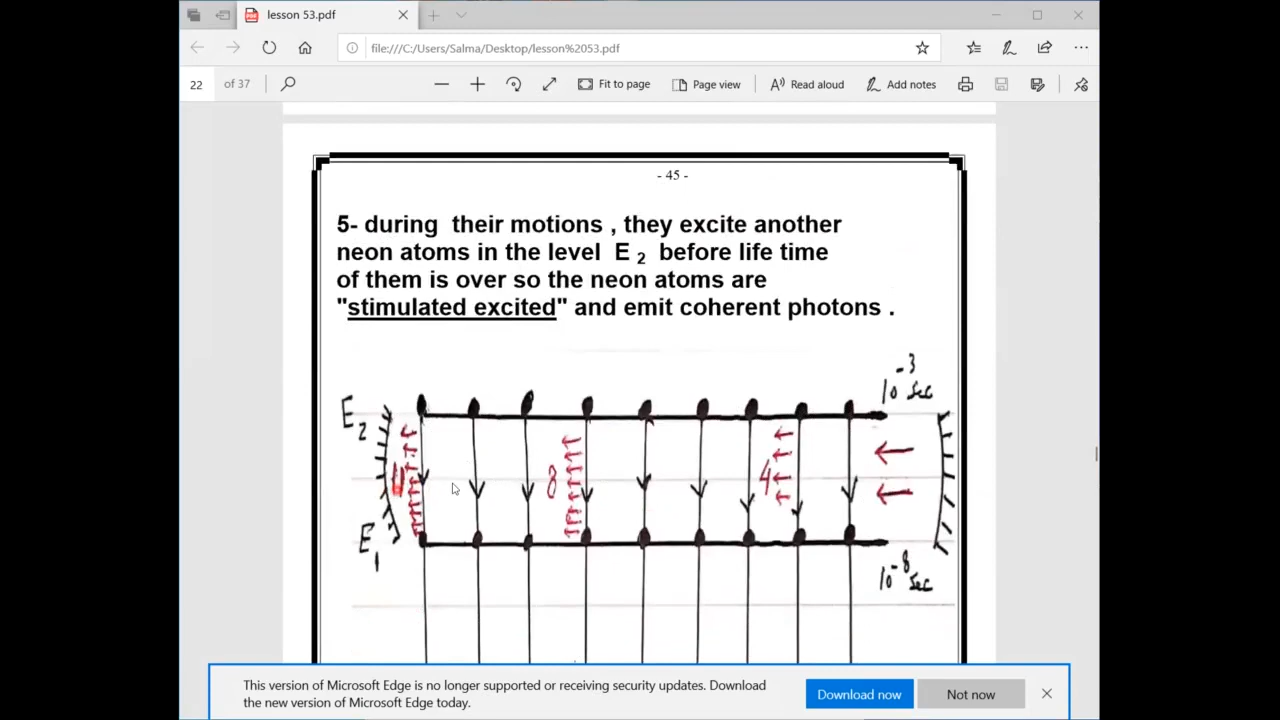 lesson 53.pdf
file:///C:/Users/Salma/Desktop/lesson%2053.pdf
22 of 37
Fit to page
Page view
Read aloud
Add notes
- 45 -
5- during their motions , they excite another
neon atoms in the level E 2 before life time
of them is over so the neon atoms are
"stimulated excited" and emit coherent photons .
10⁻³ sec
E2
8
4
E1
10⁻⁸ sec
This version of Microsoft Edge is no longer supported or receiving security updates. Download
the new version of Microsoft Edge today.
Download now
Not now